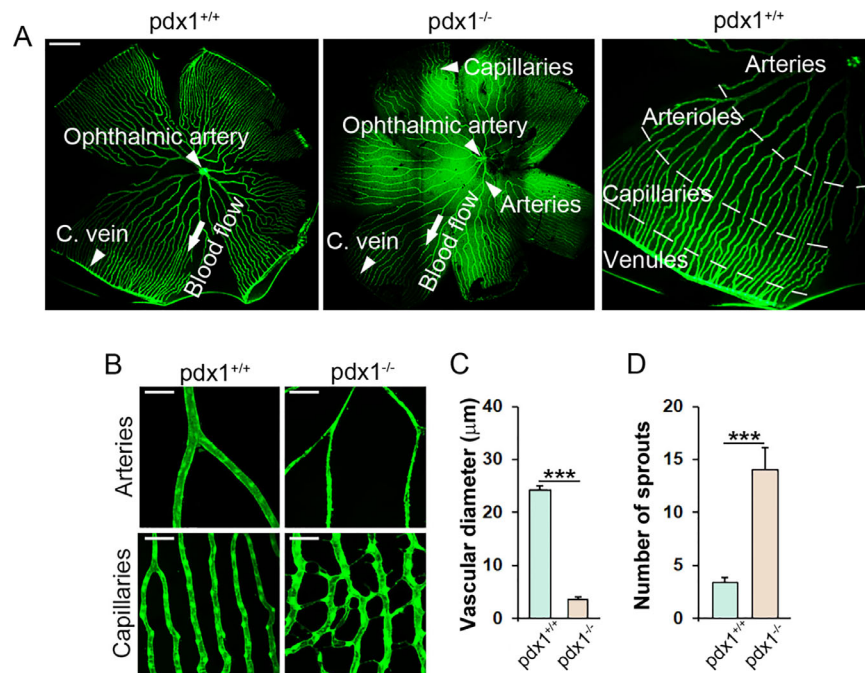 A
pdx1+/+
pdx1-/-
pdx1+/+
Ophthalmic artery
C. vein
Blood flow
Capillaries
Ophthalmic artery
Arteries
C. vein
Blood flow
Arteries
Arterioles
Capillaries
Venules
B
pdx1+/+
pdx1-/-
Arteries
Capillaries
C
Vascular diameter (μm)
40
30
20
10
0
***
pdx1+/+
pdx1-/-
D
Number of sprouts
20
15
10
5
0
***
pdx1+/+
pdx1-/-